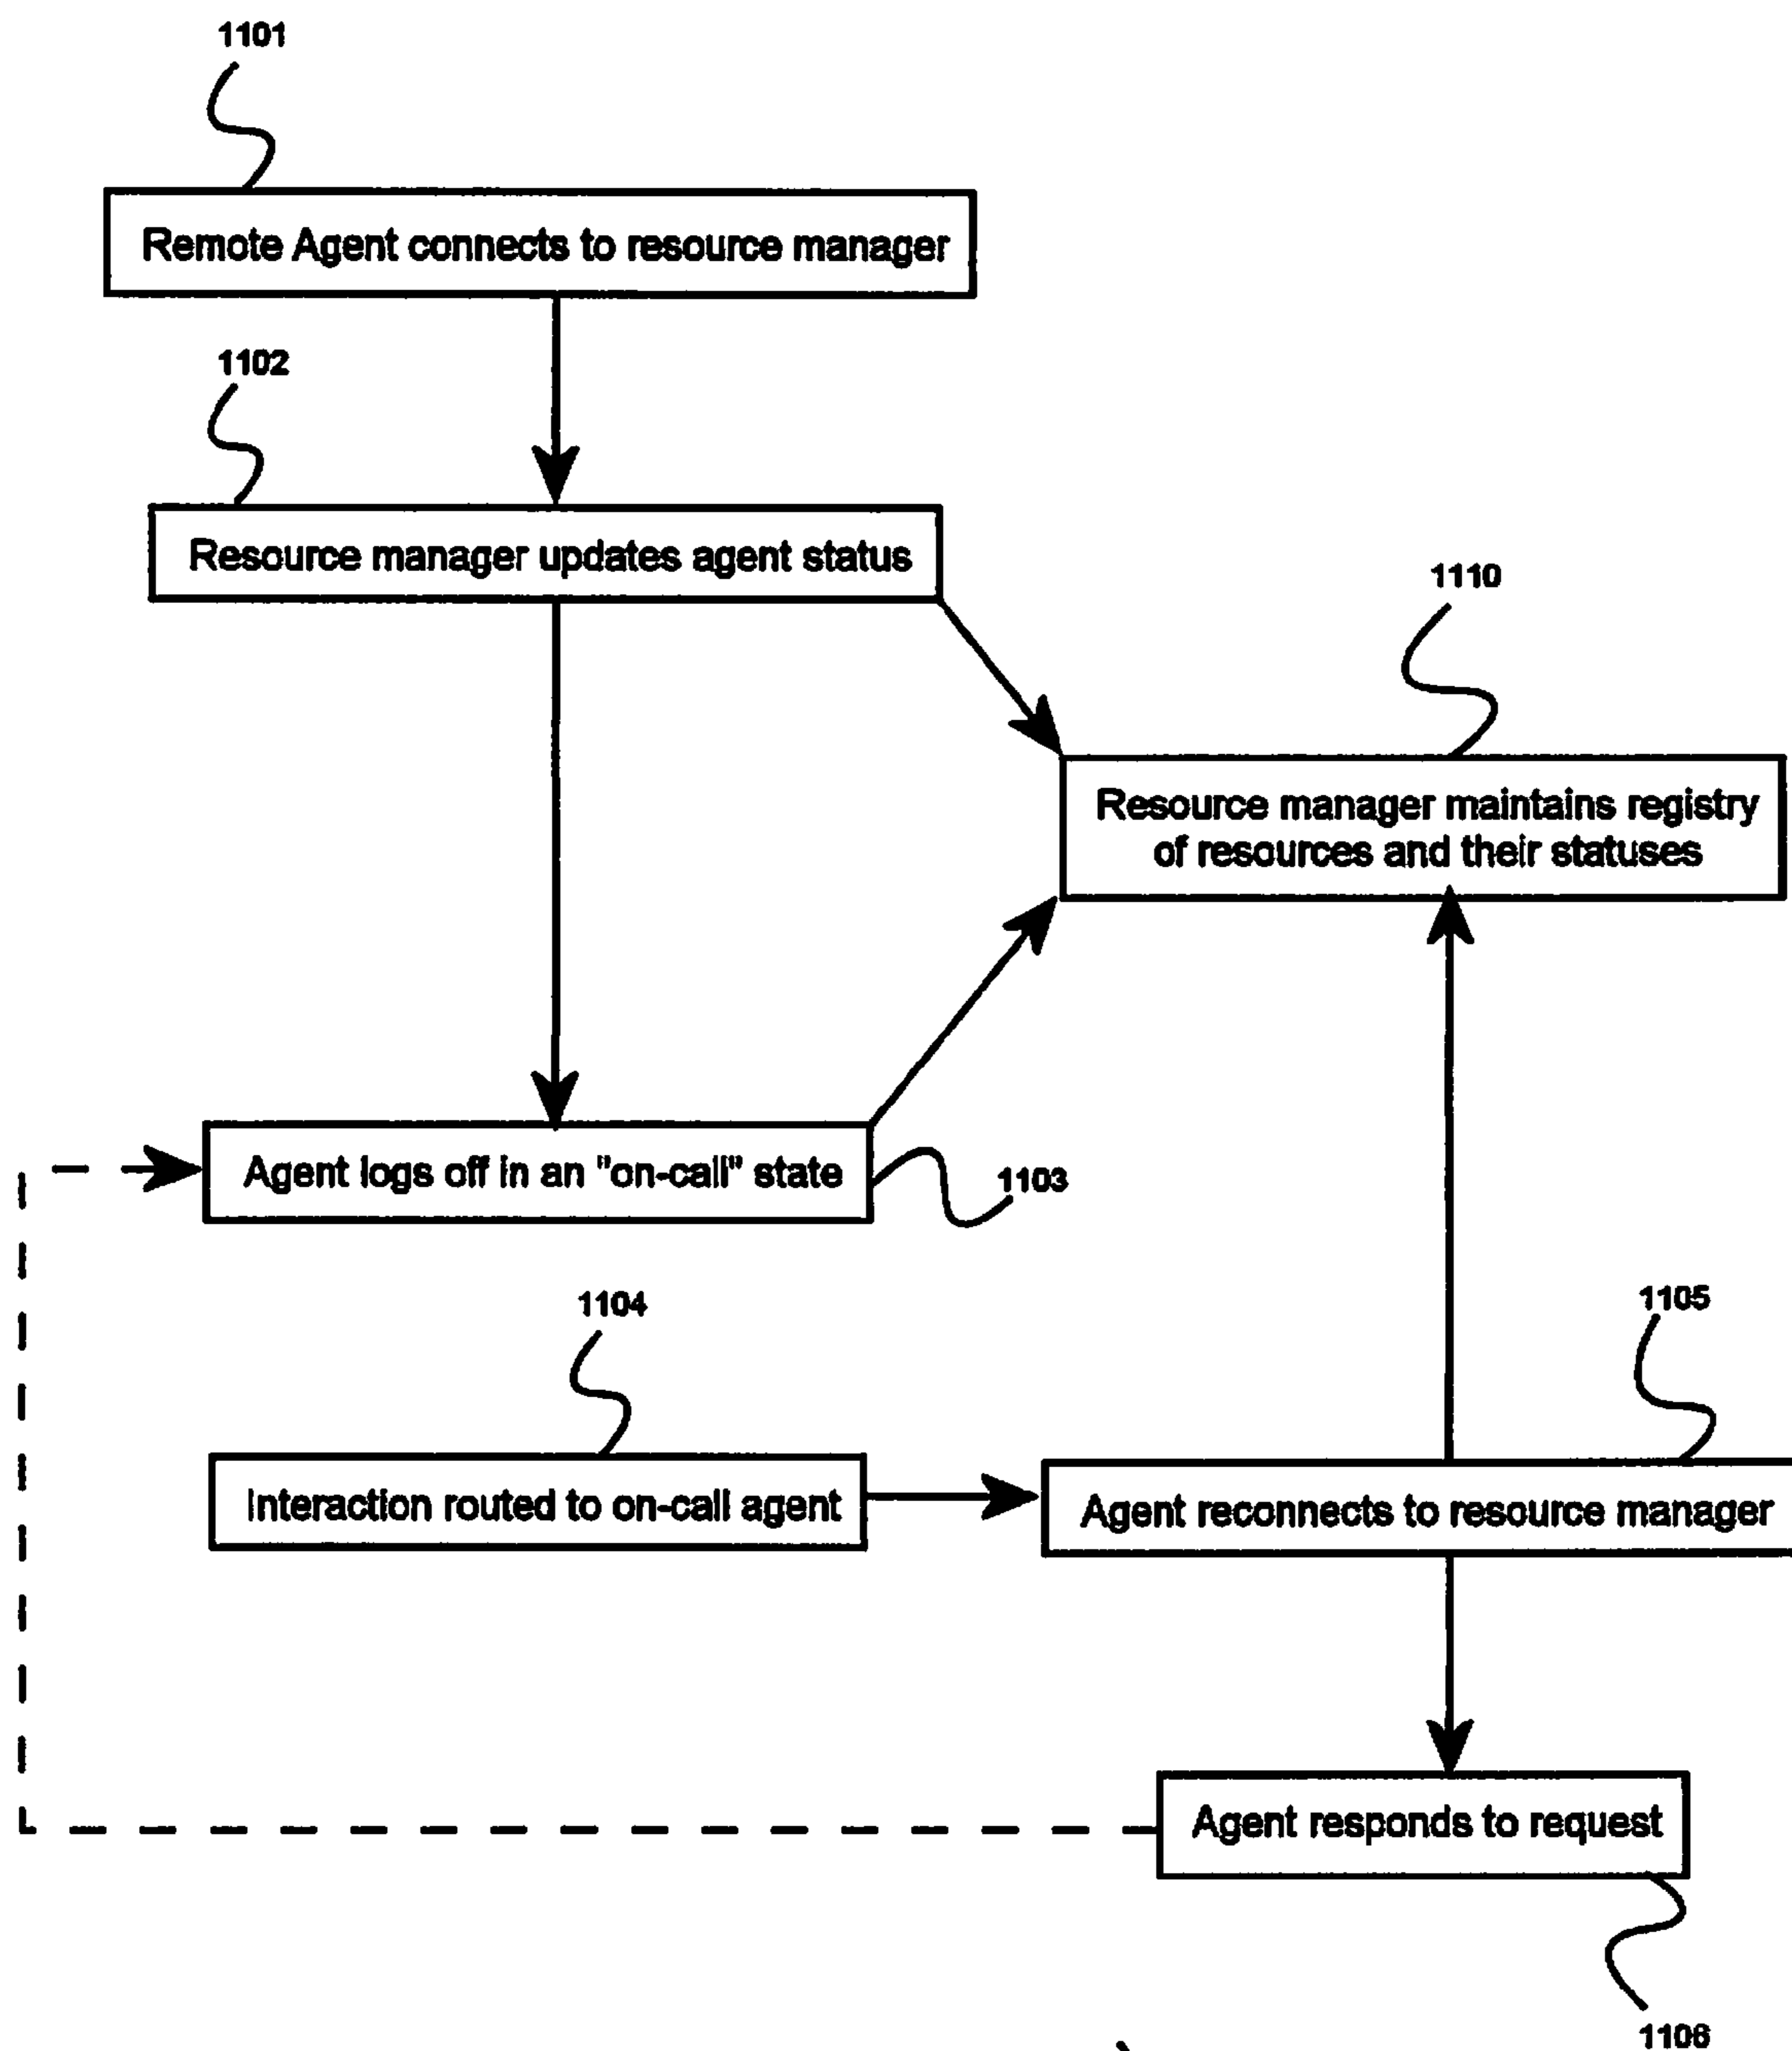 1101
Remote Agent connects to resource manager
1102
Resource manager updates agent status
1110
Resource manager maintains registry
of resources and their statuses
Agent logs off in an "on-call" state
1103
1104
1105
Interaction routed to on-call agent
Agent reconnects to resource manager
Agent responds to request
1106